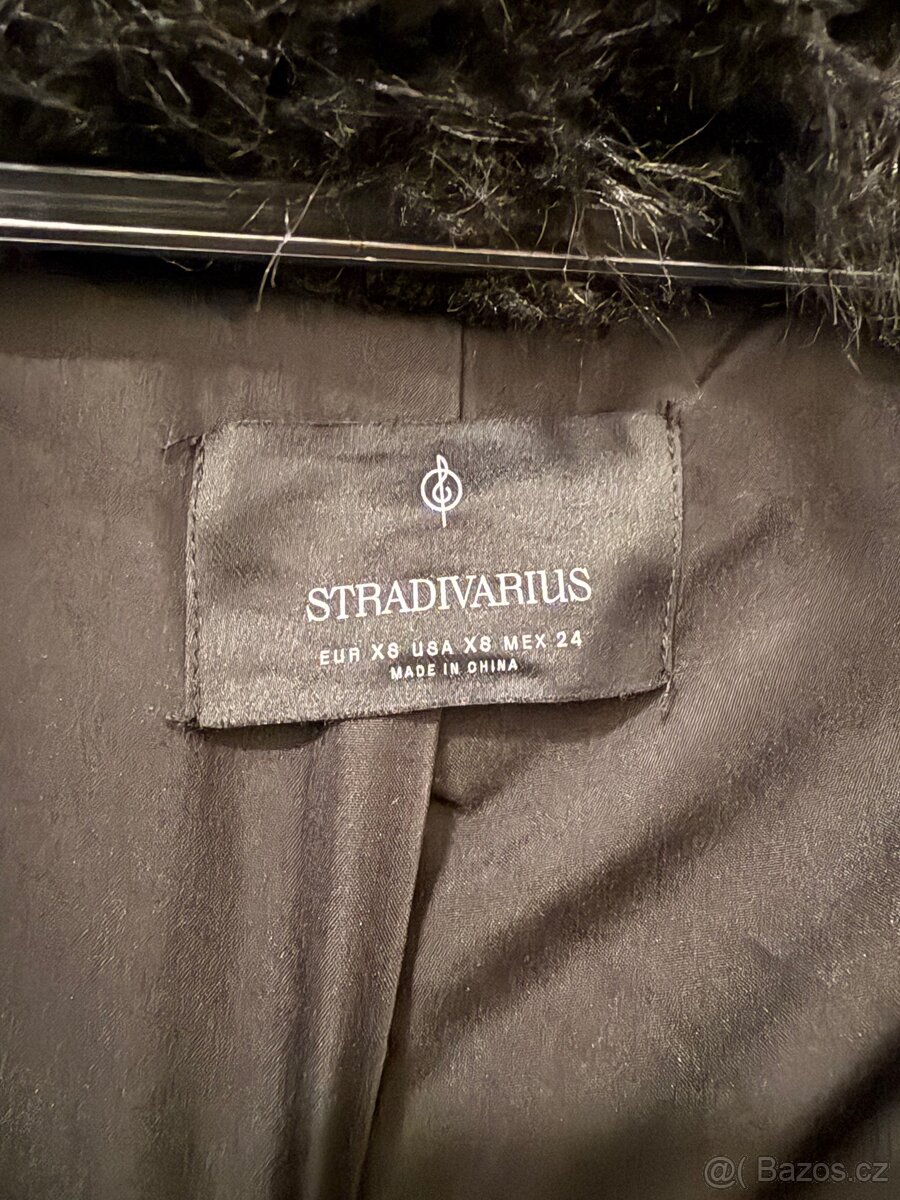 STRADIVARIUS
EUR XS USA XS MEX 24
MADE IN CHINA
@( Bazos.cz